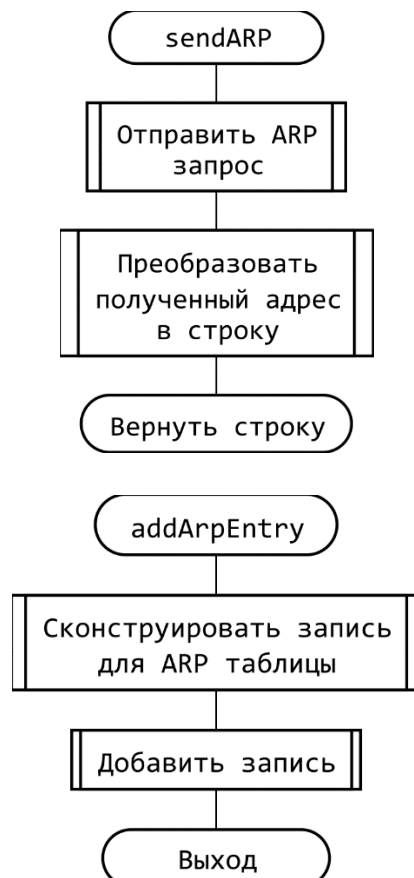 sendARP
Отправить ARP
запрос
Преобразовать
полученный адрес
в строку
Вернуть строку
addArpEntry
Сконструировать запись
для ARP таблицы
Добавить запись
Выход